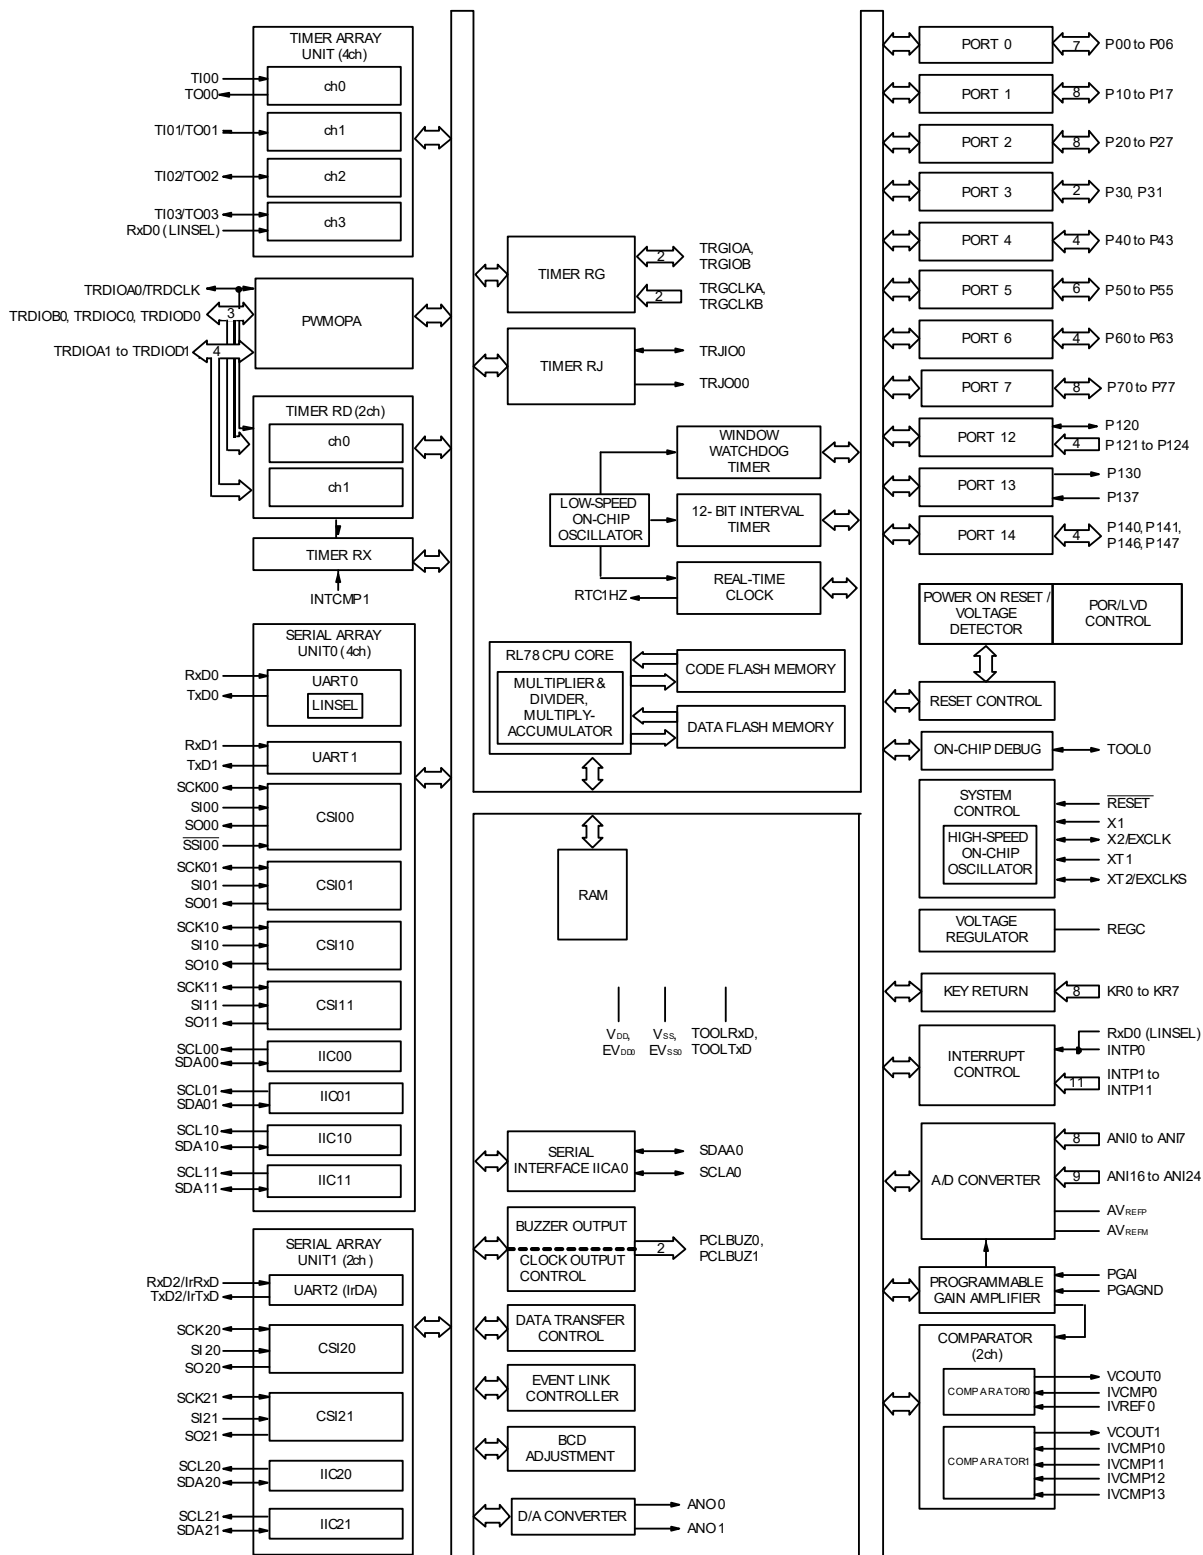 TIMER ARRAY
UNIT (4ch)
TI00
TO00
ch0
TI01/TO01
ch1
TI02/TO02
ch2
TI03/TO03
RxD0 (LINSEL)
ch3
TRDIOA0/TRDCLK
TRDIOB0, TRDIOC0, TRDIOD0
3
TRDIOA1 to TRDIOD1
4
PWMOPA
TIMER RD (2ch)
ch0
ch1
TIMER RX
INTCMP1
SERIAL ARRAY
UNIT0 (4ch)
RxD0
TxD0
UART0
LINSEL
RxD1
TxD1
UART1
SCK00
SI00
SO00
SSI00
CSI00
SCK01
SI01
SO01
CSI01
SCK10
SI10
SO10
CSI10
SCK11
SI11
SO11
CSI11
SCL00
SDA00
IIC00
SCL01
SDA01
IIC01
SCL10
SDA10
IIC10
SCL11
SDA11
IIC11
SERIAL ARRAY
UNIT1 (2ch)
RxD2/IrRxD
TxD2/IrTxD
UART2 (IrDA)
SCK20
SI20
SO20
CSI20
SCK21
SI21
SO21
CSI21
SCL20
SDA20
IIC20
SCL21
SDA21
IIC21
TIMER RG
2
TRGIOA,
TRGIOB
2
TRGCLKA,
TRGCLKB
TIMER RJ
TRJIO0
TRJO00
WINDOW
WATCHDOG
TIMER
LOW-SPEED
ON-CHIP
OSCILLATOR
12- BIT INTERVAL
TIMER
REAL-TIME
CLOCK
RTC1HZ
RL78 CPU CORE
MULTIPLIER &
DIVIDER,
MULTIPLY-
ACCUMULATOR
CODE FLASH MEMORY
DATA FLASH MEMORY
RAM
VDD,
EVDD0
VSS,
EVSS0
TOOLRxD,
TOOLTxD
SERIAL
INTERFACE IICA0
SDAA0
SCLA0
BUZZER OUTPUT
CLOCK OUTPUT
CONTROL
2
PCLBUZ0,
PCLBUZ1
DATA TRANSFER
CONTROL
EVENT LINK
CONTROLLER
BCD
ADJUSTMENT
D/A CONVERTER
ANO0
ANO1
PORT 0
7
P00 to P06
PORT 1
8
P10 to P17
PORT 2
8
P20 to P27
PORT 3
2
P30, P31
PORT 4
4
P40 to P43
PORT 5
6
P50 to P55
PORT 6
4
P60 to P63
PORT 7
8
P70 to P77
PORT 12
P120
4
P121 to P124
PORT 13
P130
P137
PORT 14
4
P140, P141,
P146, P147
POWER ON RESET /
VOLTAGE
DETECTOR
POR/LVD
CONTROL
RESET CONTROL
ON-CHIP DEBUG
TOOL0
SYSTEM
CONTROL
HIGH-SPEED
ON-CHIP
OSCILLATOR
RESET
X1
X2/EXCLK
XT1
XT2/EXCLKS
VOLTAGE
REGULATOR
REGC
KEY RETURN
8
KR0 to KR7
INTERRUPT
CONTROL
RxD0 (LINSEL)
INTP0
11
INTP1 to
INTP11
A/D CONVERTER
8
ANI0 to ANI7
9
ANI16 to ANI24
AVREFP
AVREFM
PROGRAMMABLE
GAIN AMPLIFIER
PGAI
PGAGND
COMPARATOR
(2ch)
COMPARATOR0
VCOUT0
IVCMP0
IVREF0
COMPARATOR1
VCOUT1
IVCMP10
IVCMP11
IVCMP12
IVCMP13